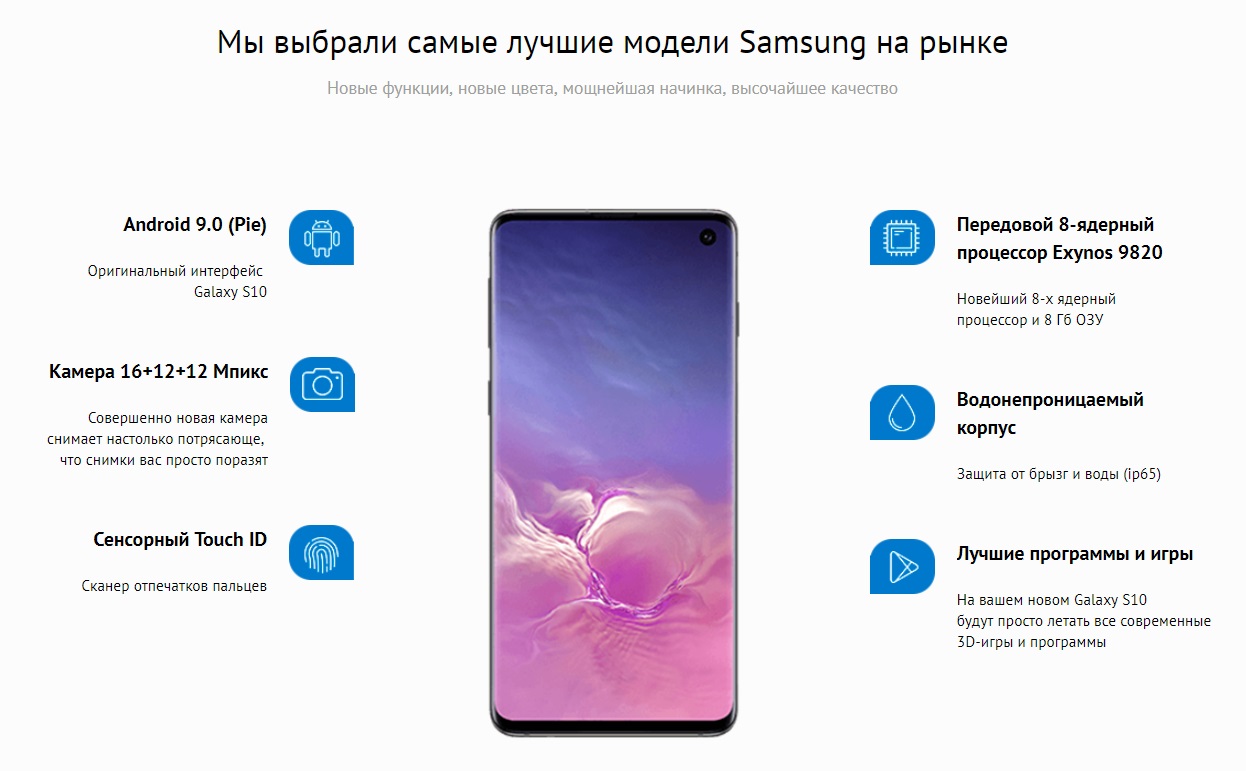 Мы выбрали самые лучшие модели Samsung на рынке
Новые функции, новые цвета, мощнейшая начинка, высочайшее качество
Android 9.0 (Pie)
Оригинальный интерфейс
Galaxy S10
Камера 16+12+12 Мпикс
Совершенно новая камера
снимает настолько потрясающе,
что снимки вас просто поразят
Сенсорный Touch ID
Сканер отпечатков пальцев
Передовой 8-ядерный
процессор Exynos 9820
Новейший 8-х ядерный
процессор и 8 Гб ОЗУ
Водонепроницаемый
корпус
Защита от брызг и воды (ip65)
Лучшие программы и игры
На вашем новом Galaxy S10
будут просто летать все современные
3D-игры и программы